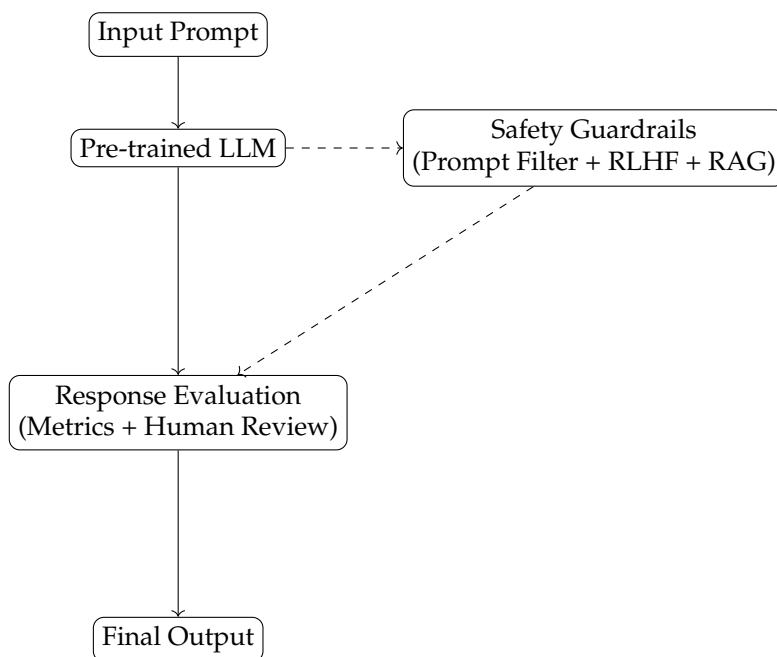 Input Prompt
Pre-trained LLM
Safety Guardrails
(Prompt Filter + RLHF + RAG)
Response Evaluation
(Metrics + Human Review)
Final Output